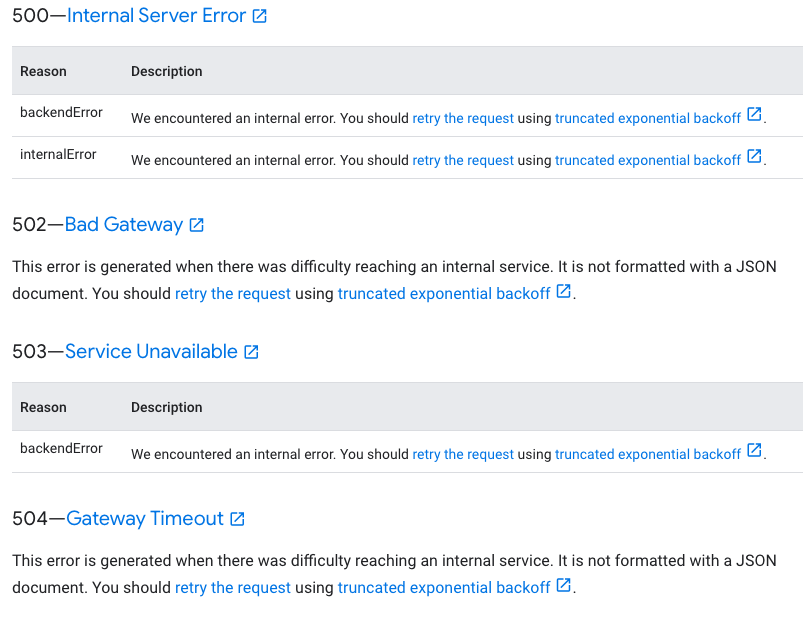 500—Internal Server Error
Reason Description
backendError We encountered an internal error. You should retry the request using truncated exponential backoff.
internalError We encountered an internal error. You should retry the request using truncated exponential backoff.
502—Bad Gateway
This error is generated when there was difficulty reaching an internal service. It is not formatted with a JSON
document. You should retry the request using truncated exponential backoff.
503—Service Unavailable
Reason Description
backendError We encountered an internal error. You should retry the request using truncated exponential backoff.
504—Gateway Timeout
This error is generated when there was difficulty reaching an internal service. It is not formatted with a JSON
document. You should retry the request using truncated exponential backoff.